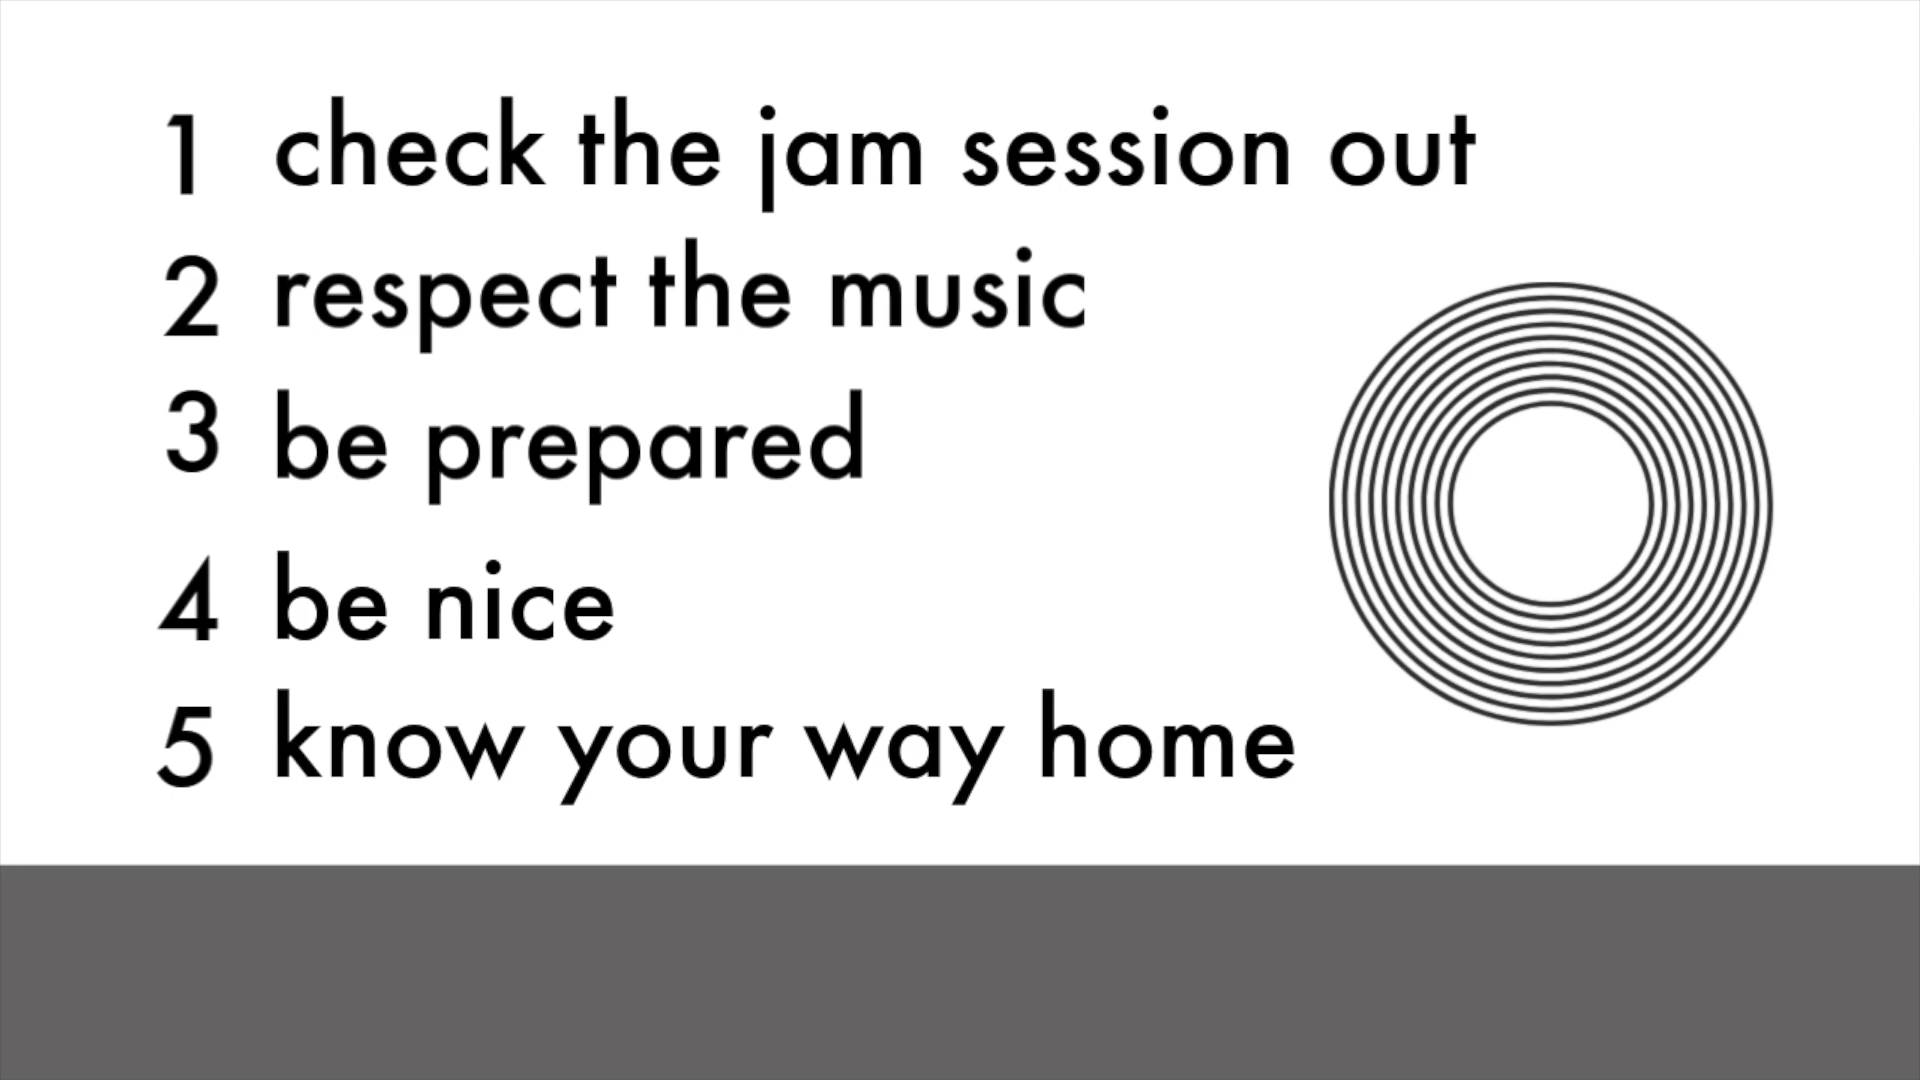 1 check the jam session out
2 respect the music
3 be prepared
4 be nice
5 know your way home